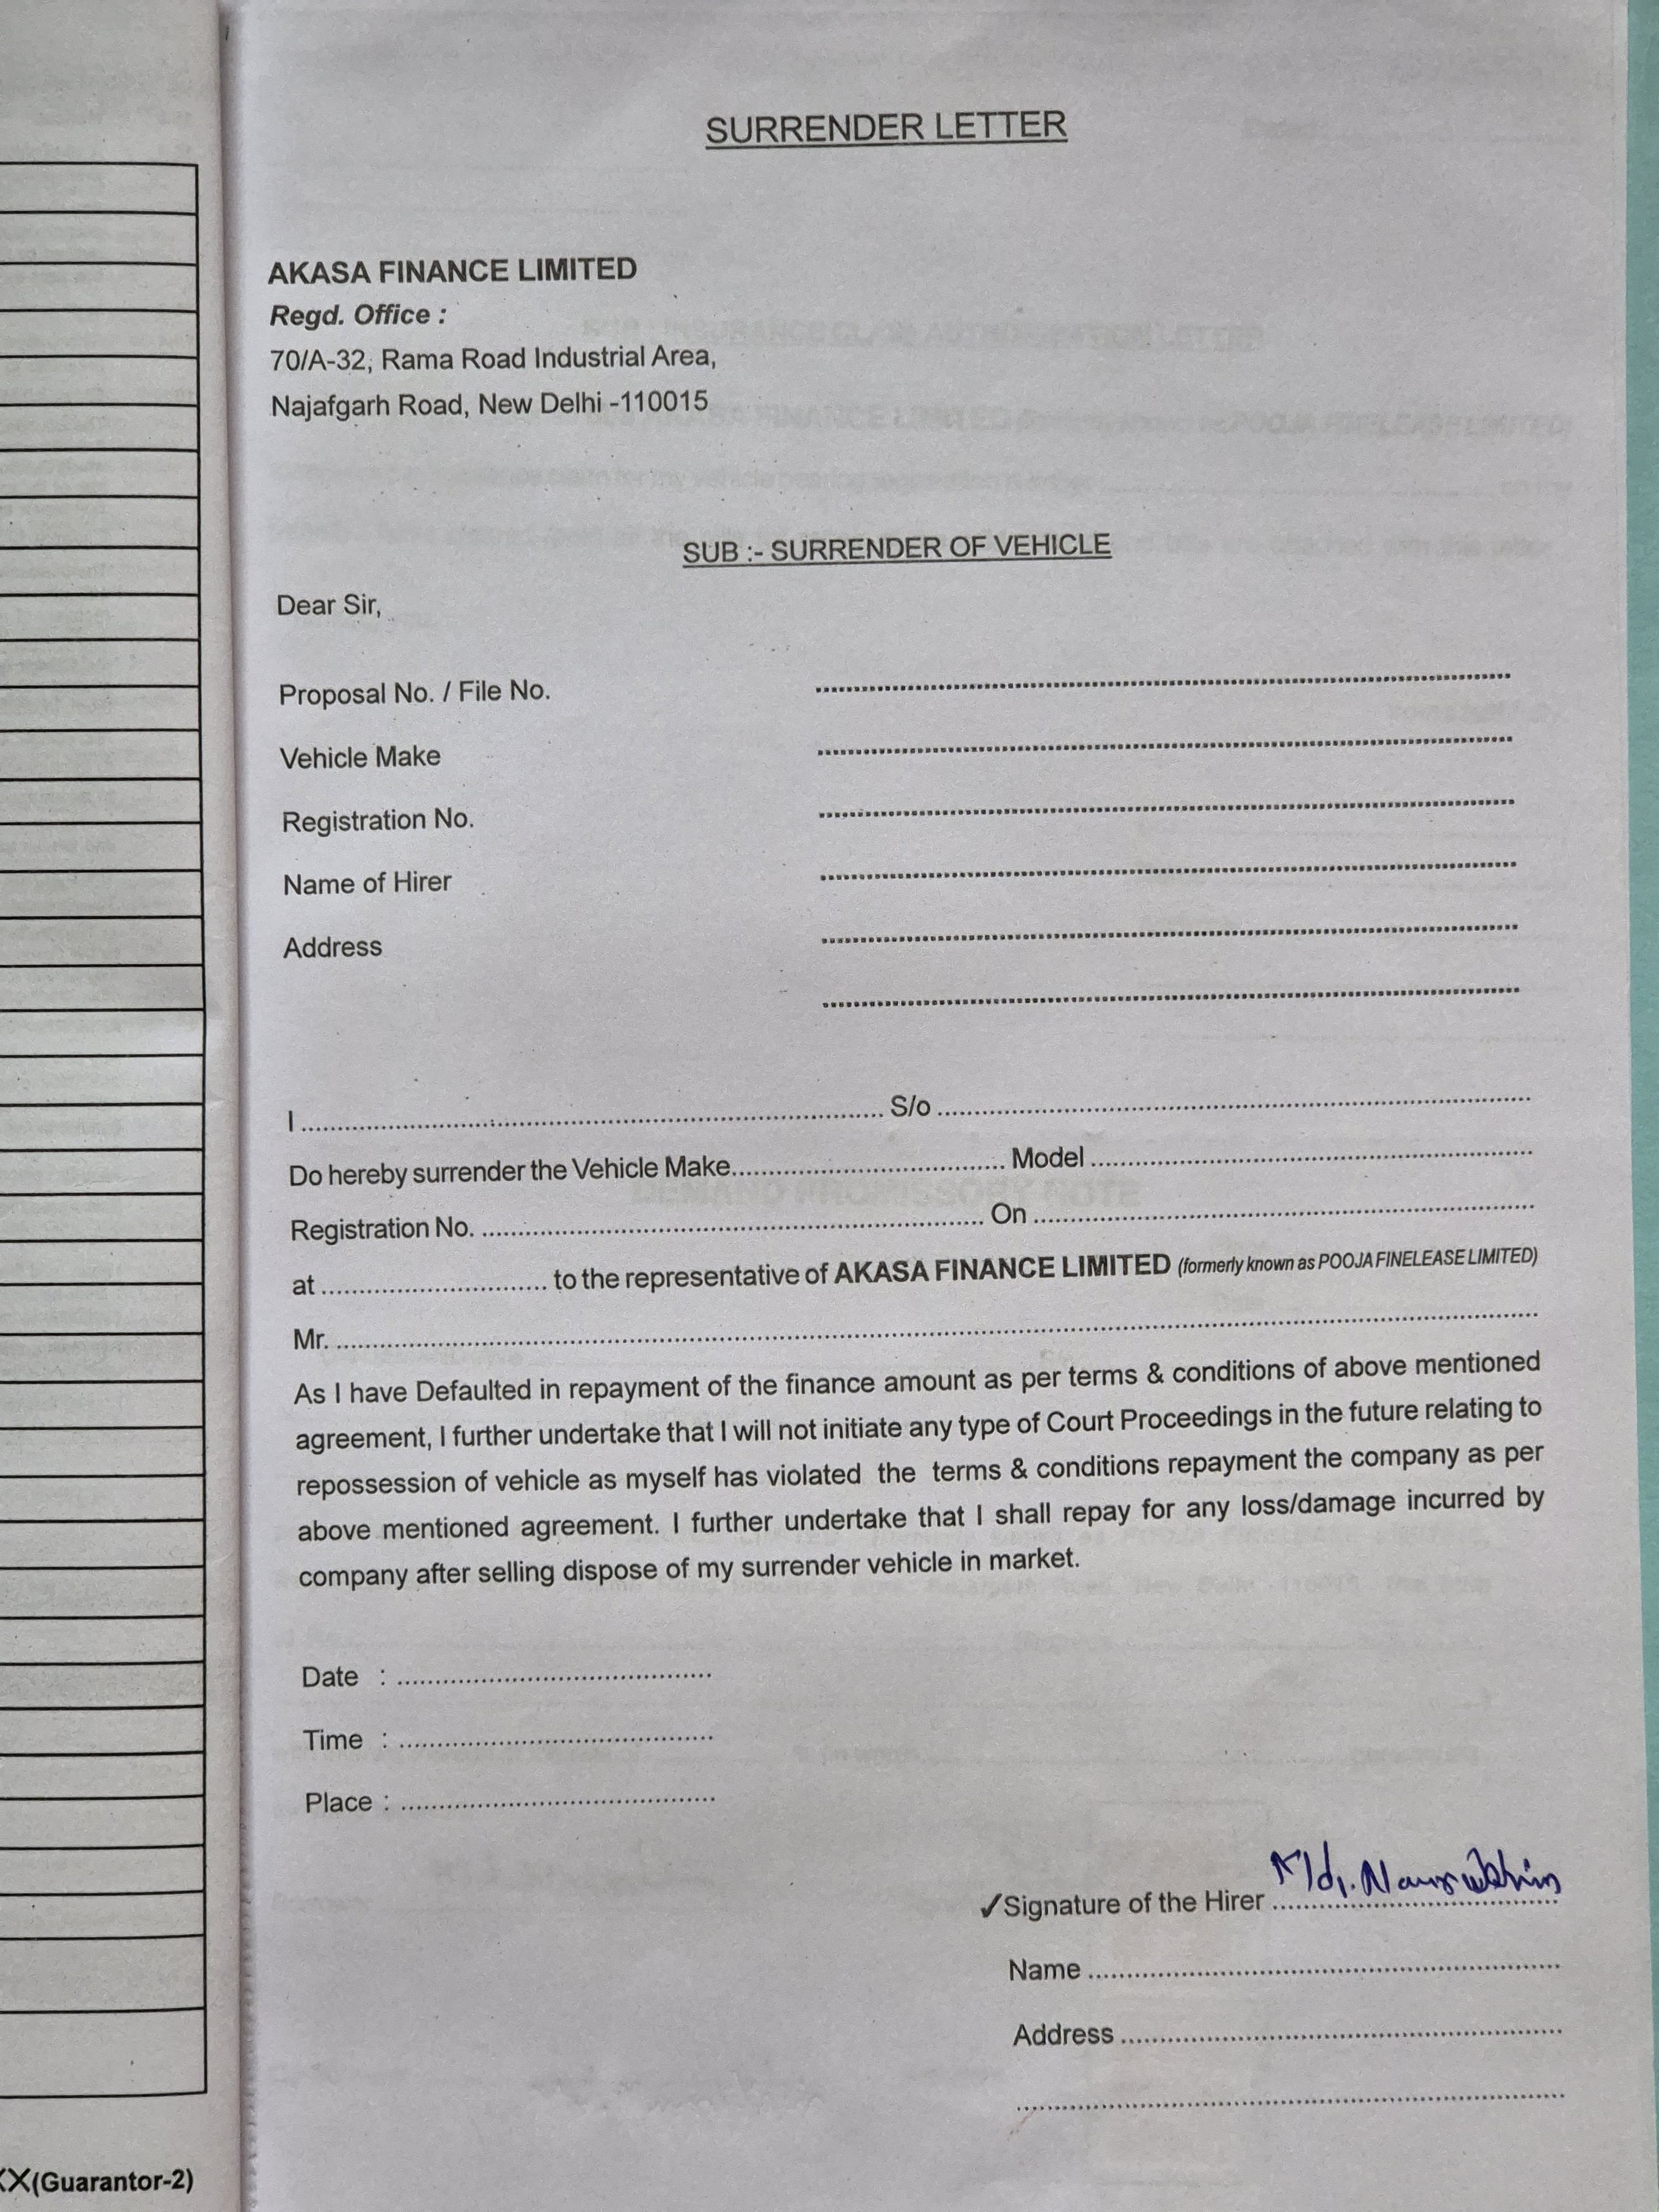 SURRENDER LETTER
AKASA FINANCE LIMITED
Regd. Office :
70/A-32, Rama Road Industrial Area,
Najafgarh Road, New Delhi -110015
SUB :- SURRENDER OF VEHICLE
Dear Sir,
Proposal No. / File No. ........................................
Vehicle Make ........................................
Registration No. ........................................
Name of Hirer ........................................
Address ........................................
........................................
I ........................................ S/o ........................................
Do hereby surrender the Vehicle Make.................... Model ........................................
Registration No. ........................................ On ........................................
at .................... to the representative of AKASA FINANCE LIMITED (formerly known as POOJA FINELEASE LIMITED)
Mr. ........................................
As I have Defaulted in repayment of the finance amount as per terms & conditions of above mentioned
agreement, I further undertake that I will not initiate any type of Court Proceedings in the future relating to
repossession of vehicle as myself has violated the terms & conditions repayment the company as per
above mentioned agreement. I further undertake that I shall repay for any loss/damage incurred by
company after selling dispose of my surrender vehicle in market.
Date : ....................
Time : ....................
Place : ....................
✓Signature of the Hirer Md.
Name ........................................
Address ........................................
........................................
X(Guarantor-2)